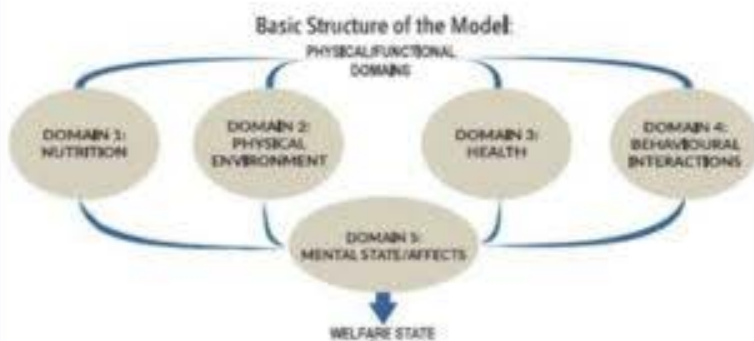 Basic Structure of the Model:
PHYSICAL/FUNCTIONAL
DOMAINS
DOMAIN 1:
NUTRITION
DOMAIN 2:
PHYSICAL
ENVIRONMENT
DOMAIN 3:
HEALTH
DOMAIN 4:
BEHAVIOURAL
INTERACTIONS
DOMAIN 5:
MENTAL STATE/AFFECTS
WELFARE STATE